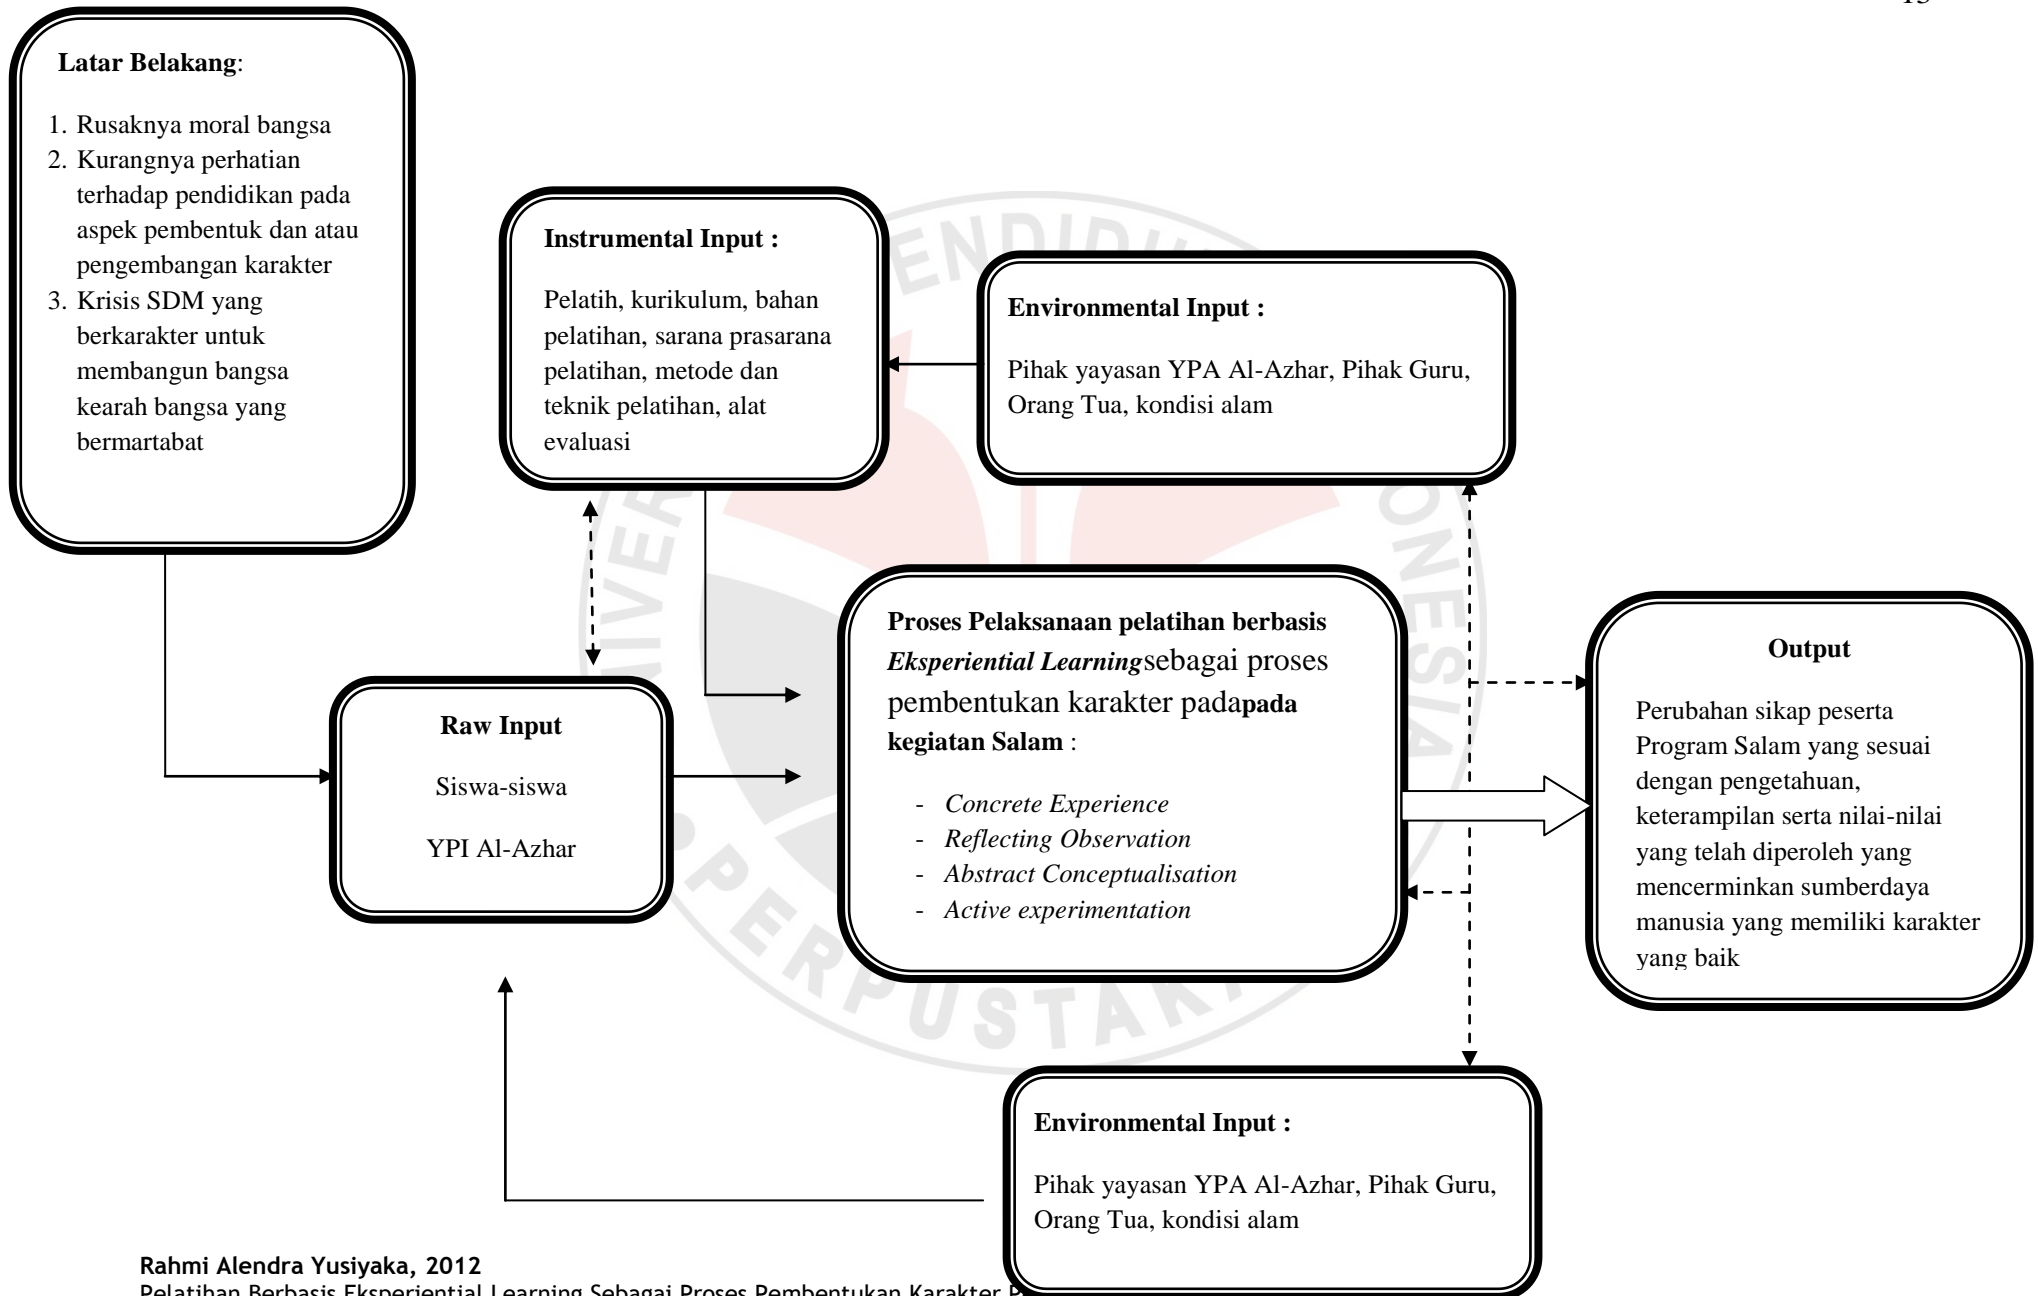 Latar Belakang:
1. Rusaknya moral bangsa
2. Kurangnya perhatian
terhadap pendidikan pada
aspek pembentuk dan atau
pengembangan karakter
3. Krisis SDM yang
berkarakter untuk
membangun bangsa
kearah bangsa yang
bermartabat
Instrumental Input :
Pelatih, kurikulum, bahan
pelatihan, sarana prasarana
pelatihan, metode dan
teknik pelatihan, alat
evaluasi
Environmental Input :
Pihak yayasan YPA Al-Azhar, Pihak Guru,
Orang Tua, kondisi alam
Raw Input
Siswa-siswa
YPI Al-Azhar
Proses Pelaksanaan pelatihan berbasis
Eksperiential Learningsebagai proses
pembentukan karakter padapada
kegiatan Salam :
- Concrete Experience
- Reflecting Observation
- Abstract Conceptualisation
- Active experimentation
Output
Perubahan sikap peserta
Program Salam yang sesuai
dengan pengetahuan,
keterampilan serta nilai-nilai
yang telah diperoleh yang
mencerminkan sumberdaya
manusia yang memiliki karakter
yang baik
Environmental Input :
Pihak yayasan YPA Al-Azhar, Pihak Guru,
Orang Tua, kondisi alam
Rahmi Alendra Yusiyaka, 2012
Pelatihan Berbasis Eksperiential Learning Sebagai Proses Pembentukan Karakter